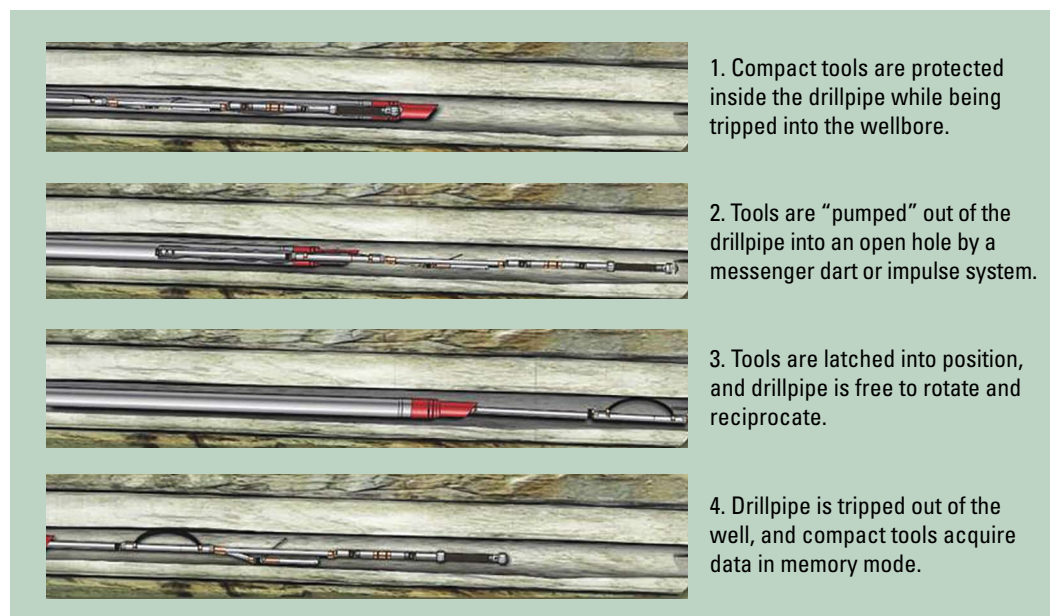 1. Compact tools are protected
inside the drillpipe while being
tripped into the wellbore.
2. Tools are “pumped” out of the
drillpipe into an open hole by a
messenger dart or impulse system.
3. Tools are latched into position,
and drillpipe is free to rotate and
reciprocate.
4. Drillpipe is tripped out of the
well, and compact tools acquire
data in memory mode.